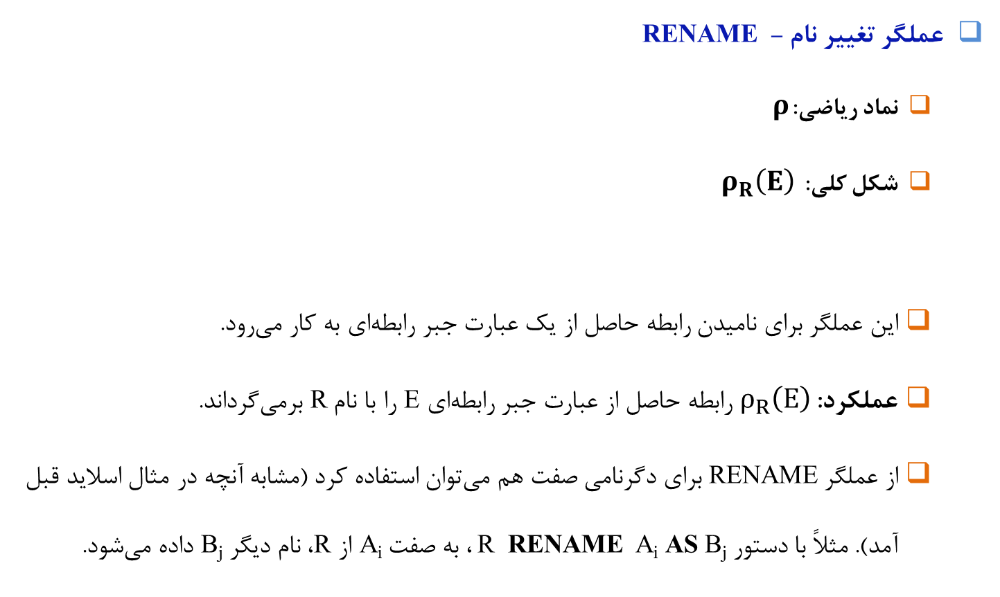 عملگر تغییر نام – RENAME
نماد ریاضی: ρ
شکل کلی: ρ_R(E)
این عملگر برای نامیدن رابطه حاصل از یک عبارت جبر رابطه‌ای به کار می‌رود.
عملکرد: ρ_R(E) رابطه حاصل از عبارت جبر رابطه‌ای E را با نام R برمی‌گرداند.
از عملگر RENAME برای دگرنامی صفت هم می‌توان استفاده کرد (مشابه آنچه در مثال اسلاید قبل
آمد). مثلاً با دستور R RENAME A_i AS B_j ، به صفت A_i از R، نام دیگر B_j داده می‌شود.